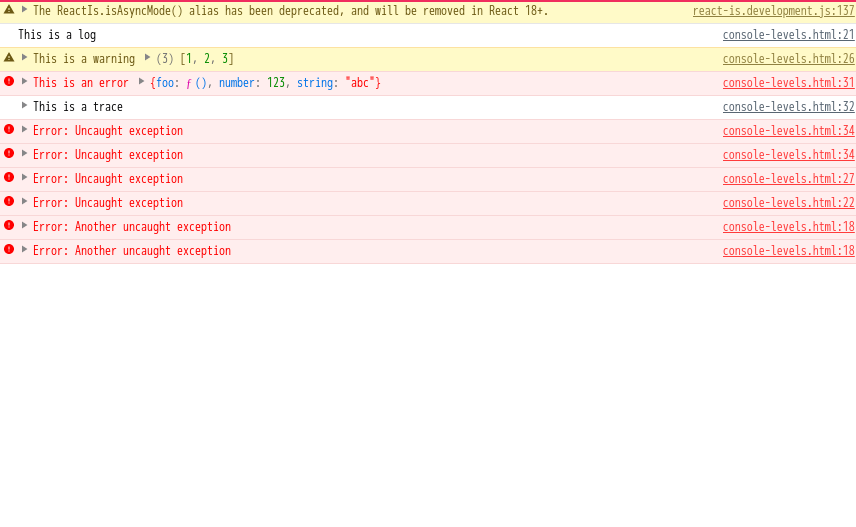 The ReactIs.isAsyncMode() alias has been deprecated, and will be removed in React 18+. react-is.development.js:137
This is a log console-levels.html:21
This is a warning (3) [1, 2, 3] console-levels.html:26
This is an error {foo: ƒ (), number: 123, string: "abc"} console-levels.html:31
This is a trace console-levels.html:32
Error: Uncaught exception console-levels.html:34
Error: Uncaught exception console-levels.html:34
Error: Uncaught exception console-levels.html:27
Error: Uncaught exception console-levels.html:22
Error: Another uncaught exception console-levels.html:18
Error: Another uncaught exception console-levels.html:18